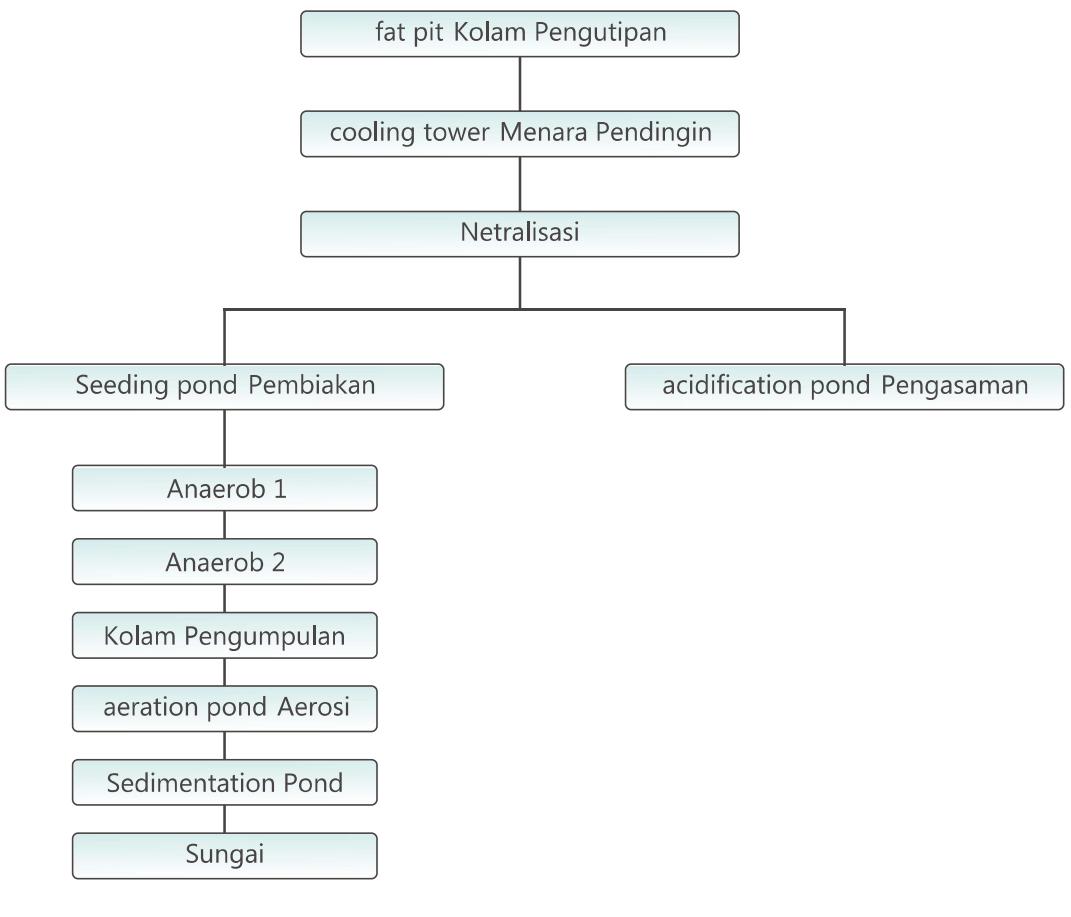 fat pit Kolam Pengutipan
cooling tower Menara Pendingin
Netralisasi
Seeding pond Pembiakan
acidification pond Pengasaman
Anaerob 1
Anaerob 2
Kolam Pengumpulan
aeration pond Aerosi
Sedimentation Pond
Sungai